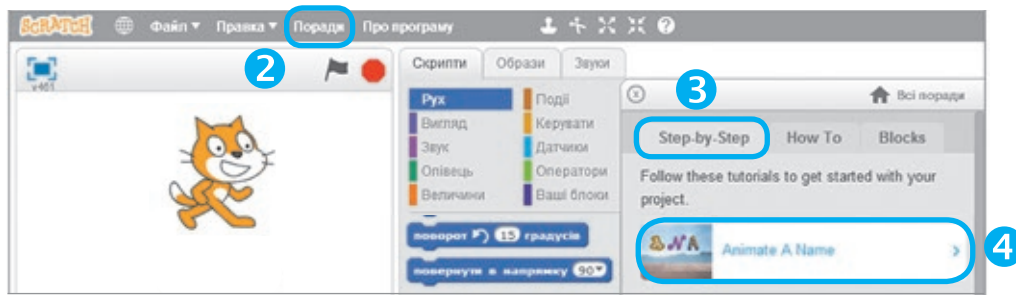 SCRATCH Файл Правка Поради Про програму
2
v461
Скрипти Образи Звуки
Рух Події
Вигляд Керувати
Звук Датчики
Олівець Оператори
Величини Ваші блоки
поворот 15 градусів
повернути в напрямку 90
3
Всі поради
Step-by-Step How To Blocks
Follow these tutorials to get started with your
project.
Animate A Name
4